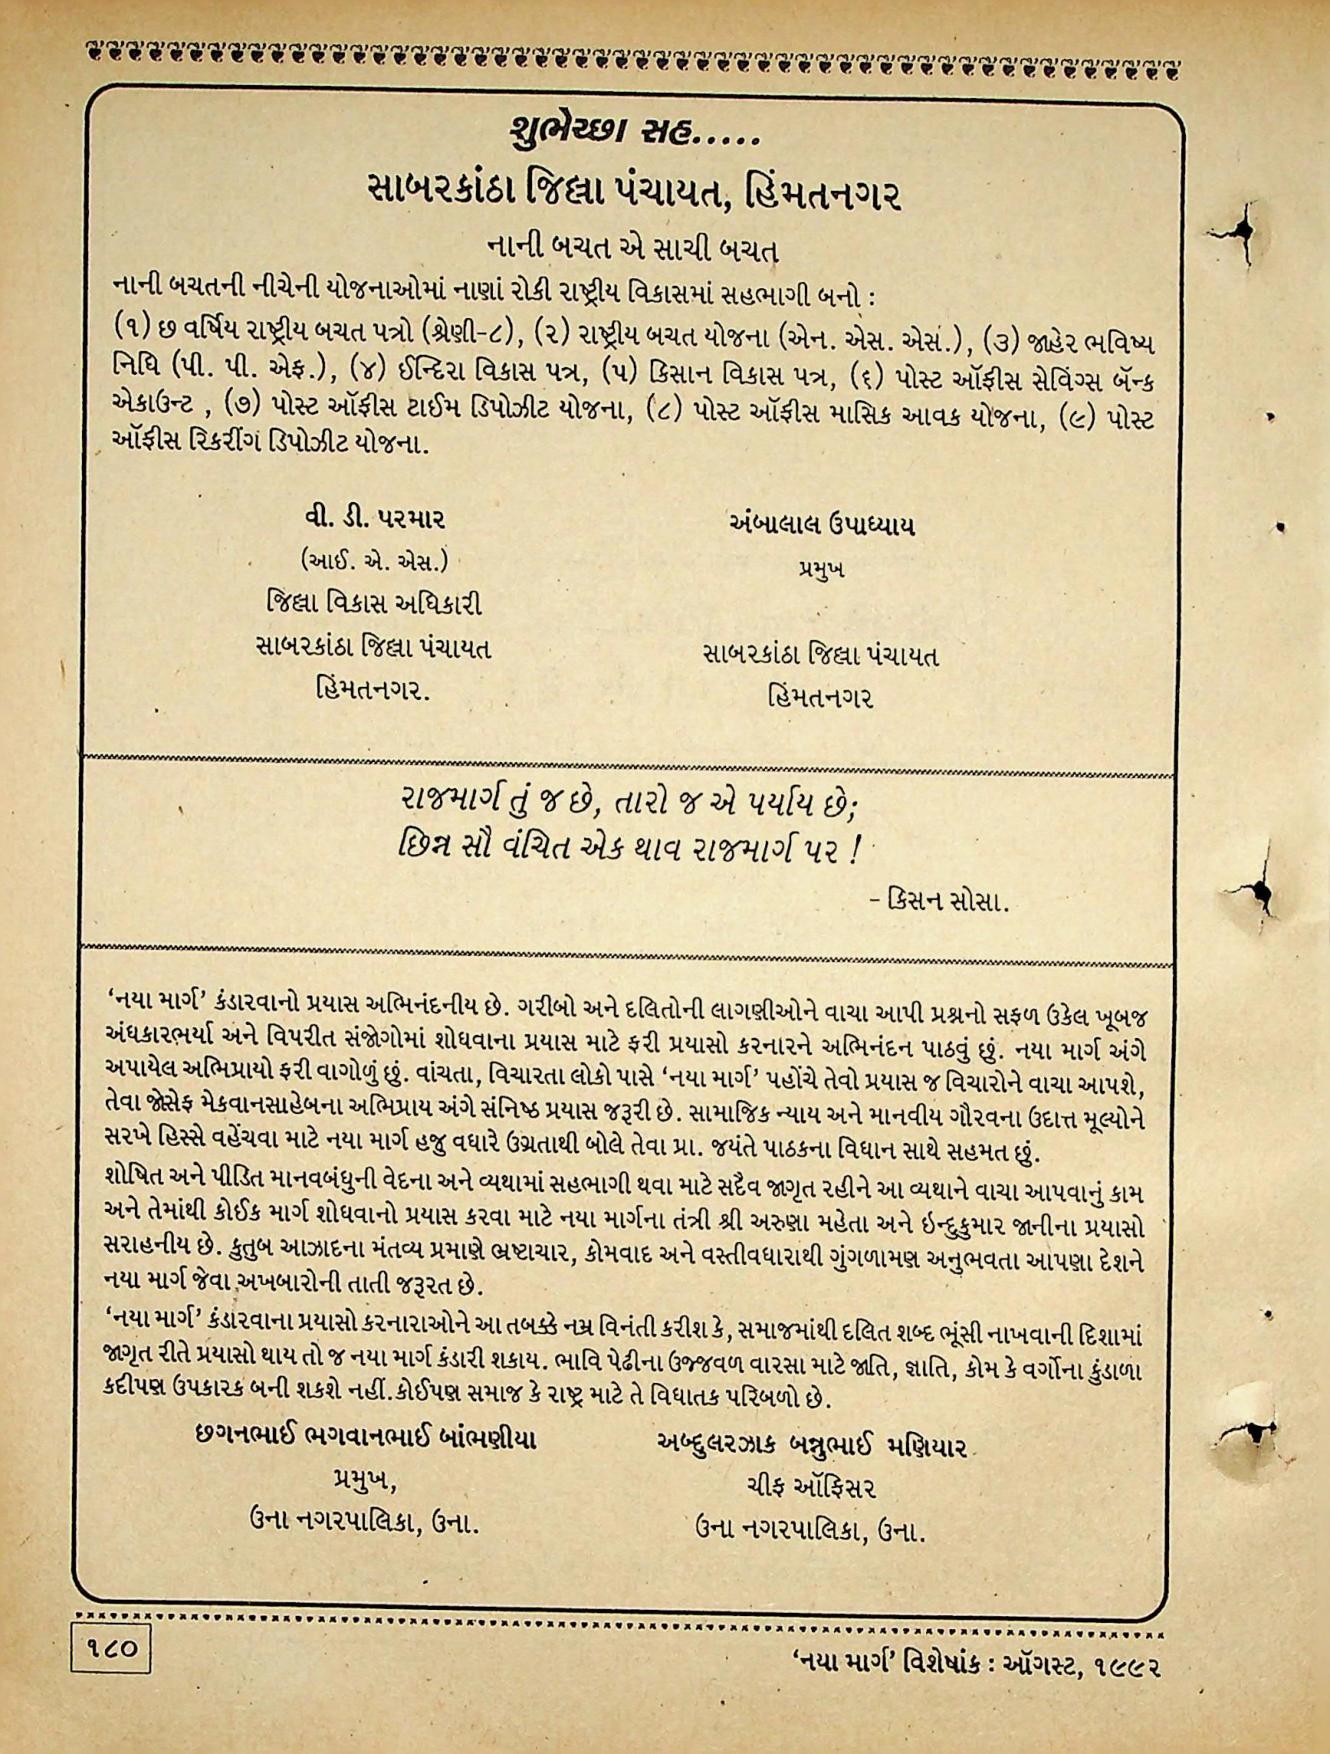 શુભેચ્છા સહ.....
સાબરકાંઠા જિલ્લા પંચાયત, હિંમતનગર
નાની બચત એ સાચી બચત
નાની બચતની નીચેની યોજનાઓમાં નાણાં રોકી રાષ્ટ્રીય વિકાસમાં સહભાગી બનો :
(૧) છ વર્ષિય રાષ્ટ્રીય બચત પત્રો (શ્રેણી-૮), (૨) રાષ્ટ્રીય બચત યોજના (એન. એસ. એસ.), (૩) જાહેર ભવિષ્ય
નિધિ (પી. પી. એફ.), (૪) ઈન્દિરા વિકાસ પત્ર, (૫) કિસાન વિકાસ પત્ર, (૬) પોસ્ટ ઑફીસ સેવિંગ્સ બૅન્ક
એકાઉન્ટ , (૭) પોસ્ટ ઑફીસ ટાઈમ ડિપોઝીટ યોજના, (૮) પોસ્ટ ઑફીસ માસિક આવક યોજના, (૯) પોસ્ટ
ઑફીસ રિકરીંગ ડિપોઝીટ યોજના.
વી. ડી. પરમાર
(આઈ. એ. એસ.)
જિલ્લા વિકાસ અધિકારી
સાબરકાંઠા જિલ્લા પંચાયત
હિંમતનગર.
અંબાલાલ ઉપાધ્યાય
પ્રમુખ
સાબરકાંઠા જિલ્લા પંચાયત
હિંમતનગર
રાજમાર્ગ તું જ છે, તારો જ એ પર્યાય છે;
છિન્ન સૌ વંચિત એક થાવ રાજમાર્ગ પર !
- કિસન સોસા.
‘નયા માર્ગ’ કંડારવાનો પ્રયાસ અભિનંદનીય છે. ગરીબો અને દલિતોની લાગણીઓને વાચા આપી પ્રશ્નનો સફળ ઉકેલ ખૂબજ
અંધકારભર્યા અને વિપરીત સંજોગોમાં શોધવાના પ્રયાસ માટે ફરી પ્રયાસો કરનારને અભિનંદન પાઠવું છું. નયા માર્ગ અંગે
અપાયેલ અભિપ્રાયો ફરી વાગોળું છું. વાંચતા, વિચારતા લોકો પાસે ‘નયા માર્ગ’ પહોંચે તેવો પ્રયાસ જ વિચારોને વાચા આપશે,
તેવા જોસેફ મેકવાનસાહેબના અભિપ્રાય અંગે સંનિષ્ઠ પ્રયાસ જરૂરી છે. સામાજિક ન્યાય અને માનવીય ગૌરવના ઉદાત્ત મૂલ્યોને
સરખે હિસ્સે વહેંચવા માટે નયા માર્ગ હજુ વધારે ઉગ્રતાથી બોલે તેવા પ્રા. જયંતે પાઠકના વિધાન સાથે સહમત છું.
શોષિત અને પીડિત માનવબંધુની વેદના અને વ્યથામાં સહભાગી થવા માટે સદૈવ જાગૃત રહીને આ વ્યથાને વાચા આપવાનું કામ
અને તેમાંથી કોઈક માર્ગ શોધવાનો પ્રયાસ કરવા માટે નયા માર્ગના તંત્રી શ્રી અરુણા મહેતા અને ઇન્દુકુમાર જાનીના પ્રયાસો
સરાહનીય છે. કુતુબ આઝાદના મંતવ્ય પ્રમાણે ભ્રષ્ટાચાર, કોમવાદ અને વસ્તીવધારાથી ગુંગળામણ અનુભવતા આપણા દેશને
નયા માર્ગ જેવા અખબારોની તાતી જરૂરત છે.
‘નયા માર્ગ’ કંડારવાના પ્રયાસો કરનારાઓને આ તબક્કે નમ્ર વિનંતી કરીશ કે, સમાજમાંથી દલિત શબ્દ ભૂંસી નાખવાની દિશામાં
જાગૃત રીતે પ્રયાસો થાય તો જ નયા માર્ગ કંડારી શકાય. ભાવિ પેઢીના ઉજ્જવળ વારસા માટે જાતિ, જ્ઞાતિ, કોમ કે વર્ગોના કુંડાળા
કદીપણ ઉપકારક બની શકશે નહીં. કોઈપણ સમાજ કે રાષ્ટ્ર માટે તે વિઘાતક પરિબળો છે.
છગનભાઈ ભગવાનભાઈ બાંભણીયા
પ્રમુખ,
ઉના નગરપાલિકા, ઉના.
અબ્દુલરઝાક બન્નુભાઈ મણિયાર
ચીફ ઑફિસર
ઉના નગરપાલિકા, ઉના.
૧૮૦
‘નયા માર્ગ’ વિશેષાંક : ઑગસ્ટ, ૧૯૯૨